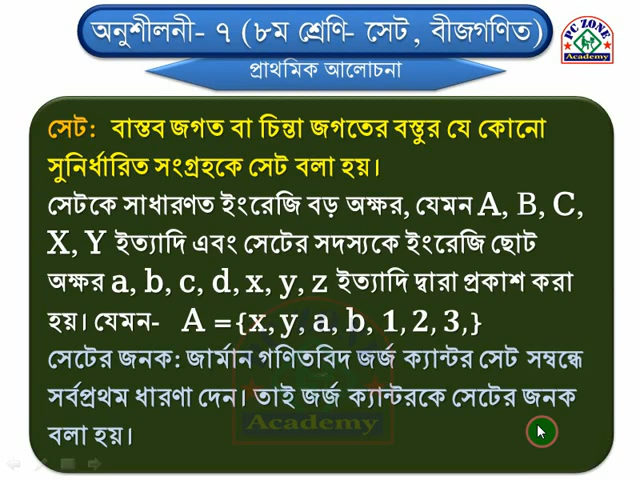 অনুশীলনী- ৭ (৮ম শ্রেণি- সেট , বীজগণিত)
PC ZONE
Academy
প্রাথমিক আলোচনা
সেট: বাস্তব জগত বা চিন্তা জগতের বস্তুর যে কোনো
সুনির্ধারিত সংগ্রহকে সেট বলা হয়।
সেটকে সাধারণত ইংরেজি বড় অক্ষর, যেমন A, B, C,
X, Y ইত্যাদি এবং সেটের সদস্যকে ইংরেজি ছোট
অক্ষর a, b, c, d, x, y, z ইত্যাদি দ্বারা প্রকাশ করা
হয়। যেমন- A ={x, y, a, b, 1, 2, 3,}
সেটের জনক: জার্মান গণিতবিদ জর্জ ক্যান্টর সেট সম্বন্ধে
সর্বপ্রথম ধারণা দেন। তাই জর্জ ক্যান্টরকে সেটের জনক
বলা হয়।
Academy